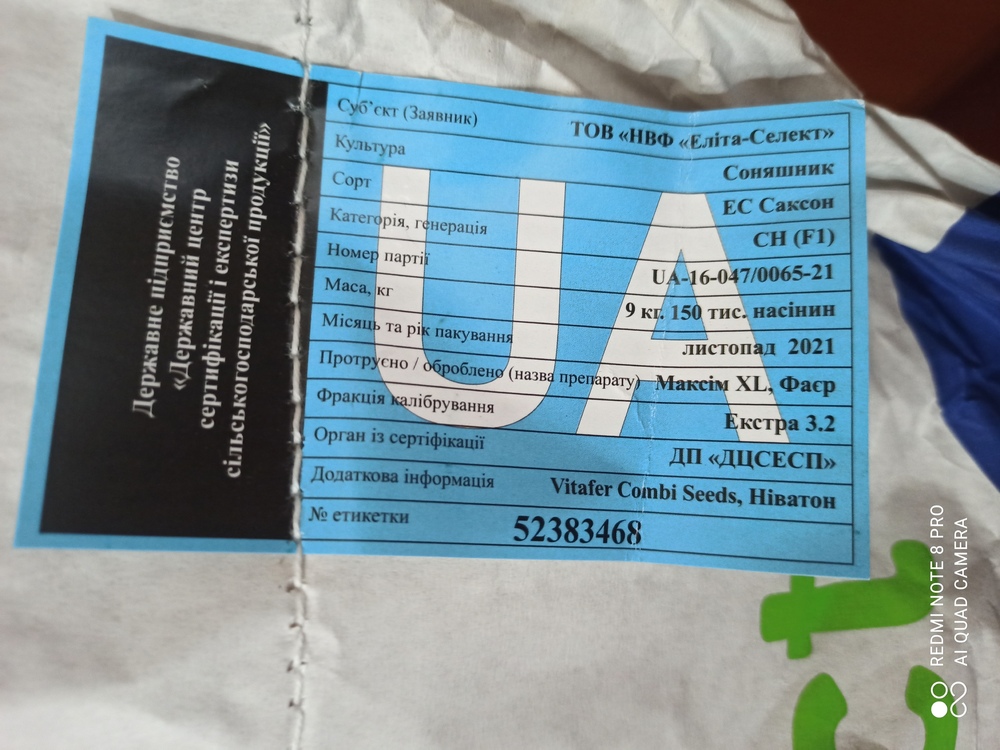 Державне підприємство
«Державний центр
сертифікації і експертизи
сільськогосподарської продукції»
Суб’єкт (Заявник) ТОВ «НВФ «Еліта-Селект»
Культура Соняшник
Сорт ЕС Саксон
Категорія, генерація СН (F1)
Номер партії UA-16-047/0065-21
Маса, кг 9 кг. 150 тис. насінин
Місяць та рік пакування листопад 2021
Протруєно / оброблено (назва препарату) Максім XL, Фаєр
Фракція калібрування Екстра 3.2
Орган із сертіфікації ДП «ДЦСЕСП»
Додаткова інформація Vitafer Combi Seeds, Ніватон
№ етикетки 52383468
UA
ct
REDMI NOTE 8 PRO
AI QUAD CAMERA